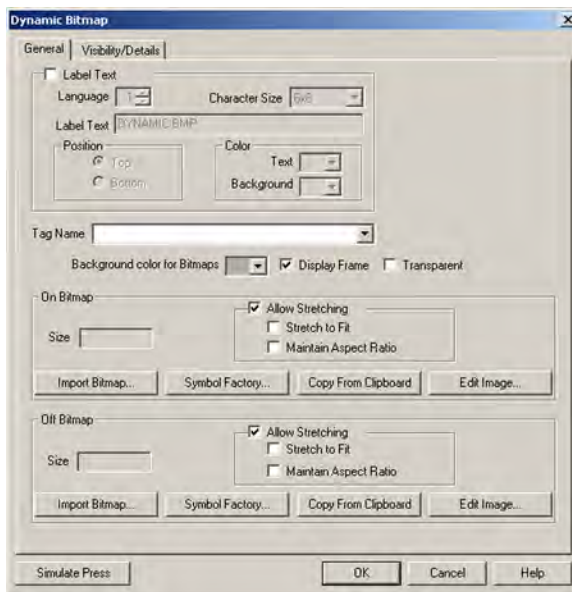 Dynamic Bitmap
General Visibility/Details
Label Text
Language 1 Character Size 6x8
Label Text DYNAMIC BMP
Position Color
Top Text
Bottom Background
Tag Name
Background color for Bitmaps Display Frame Transparent
On Bitmap
Allow Stretching
Size Stretch to Fit
Maintain Aspect Ratio
Import Bitmap... Symbol Factory... Copy From Clipboard Edit Image...
Off Bitmap
Allow Stretching
Size Stretch to Fit
Maintain Aspect Ratio
Import Bitmap... Symbol Factory... Copy From Clipboard Edit Image...
Simulate Press OK Cancel Help